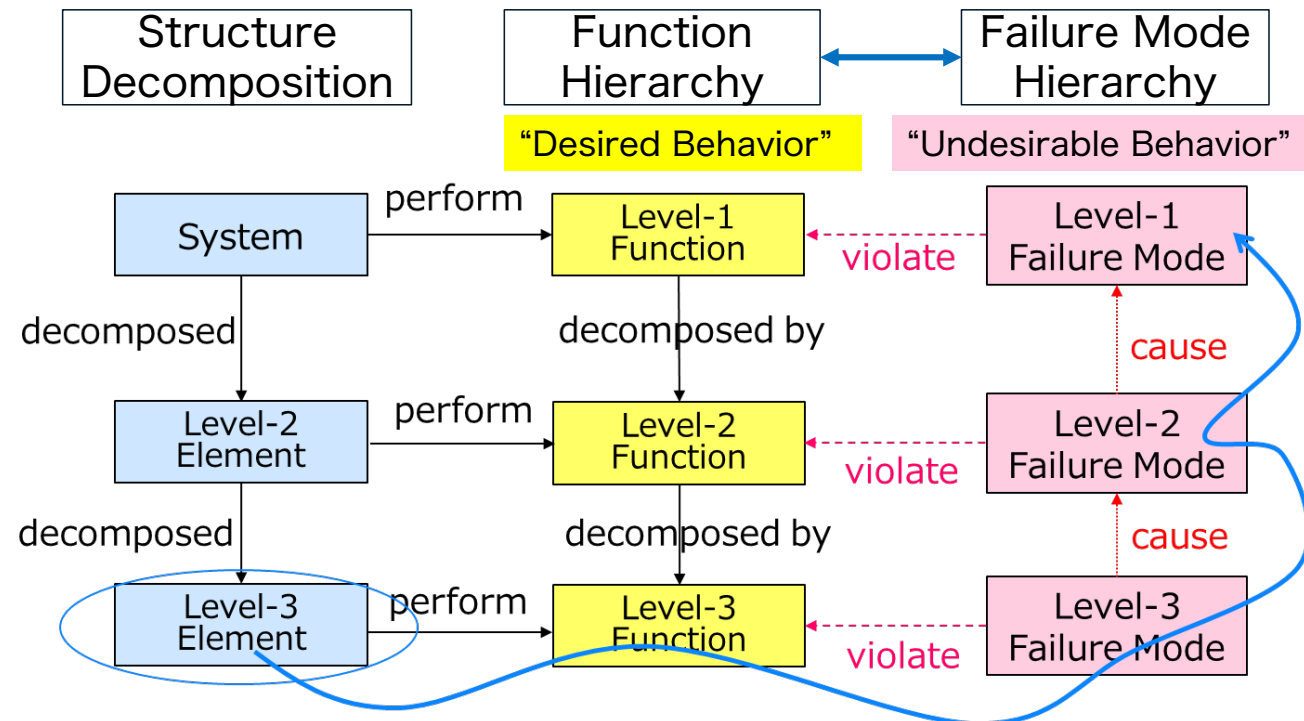 Structure
Decomposition
Function
Hierarchy
Failure Mode
Hierarchy
“Desired Behavior”
“Undesirable Behavior”
System
perform
Level-1
Function
violate
Level-1
Failure Mode
decomposed
decomposed by
cause
Level-2
Element
perform
Level-2
Function
violate
Level-2
Failure Mode
decomposed
decomposed by
cause
Level-3
Element
perform
Level-3
Function
violate
Level-3
Failure Mode